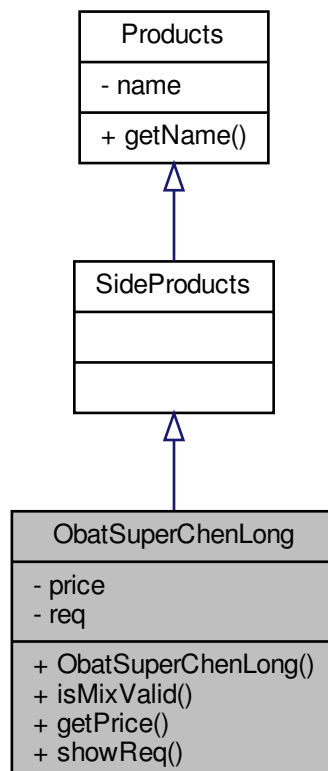 Products
- name
+ getName()
SideProducts
ObatSuperChenLong
- price
- req
+ ObatSuperChenLong()
+ isMixValid()
+ getPrice()
+ showReq()